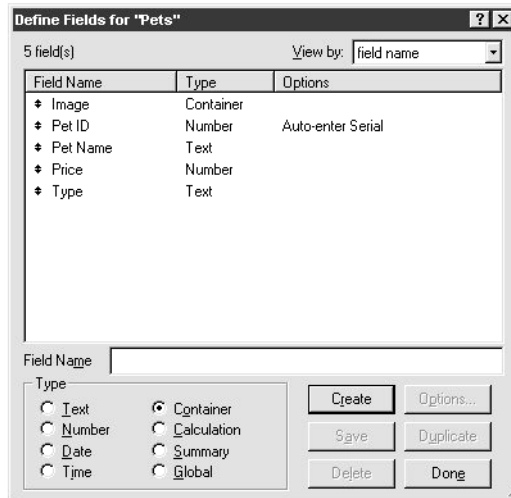 Define Fields for "Pets"
5 field(s) View by: field name
Field Name Type Options
Image Container
Pet ID Number Auto-enter Serial
Pet Name Text
Price Number
Type Text
Field Name
Type
Text Container Create Options...
Number Calculation
Save Duplicate
Date Summary
Time Global Delete Done